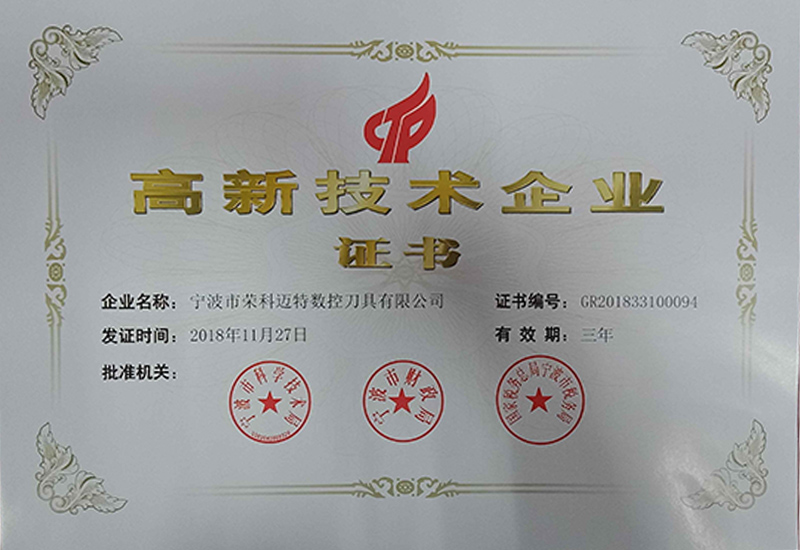 高新技术企业
证书
企业名称：宁波市荣科迈特数控刀具有限公司 证书编号：GR201833100094
发证时间：2018年11月27日 有效期：三年
批准机关：
宁波市科学技术局
宁波市财政局
国家税务总局宁波市税务局